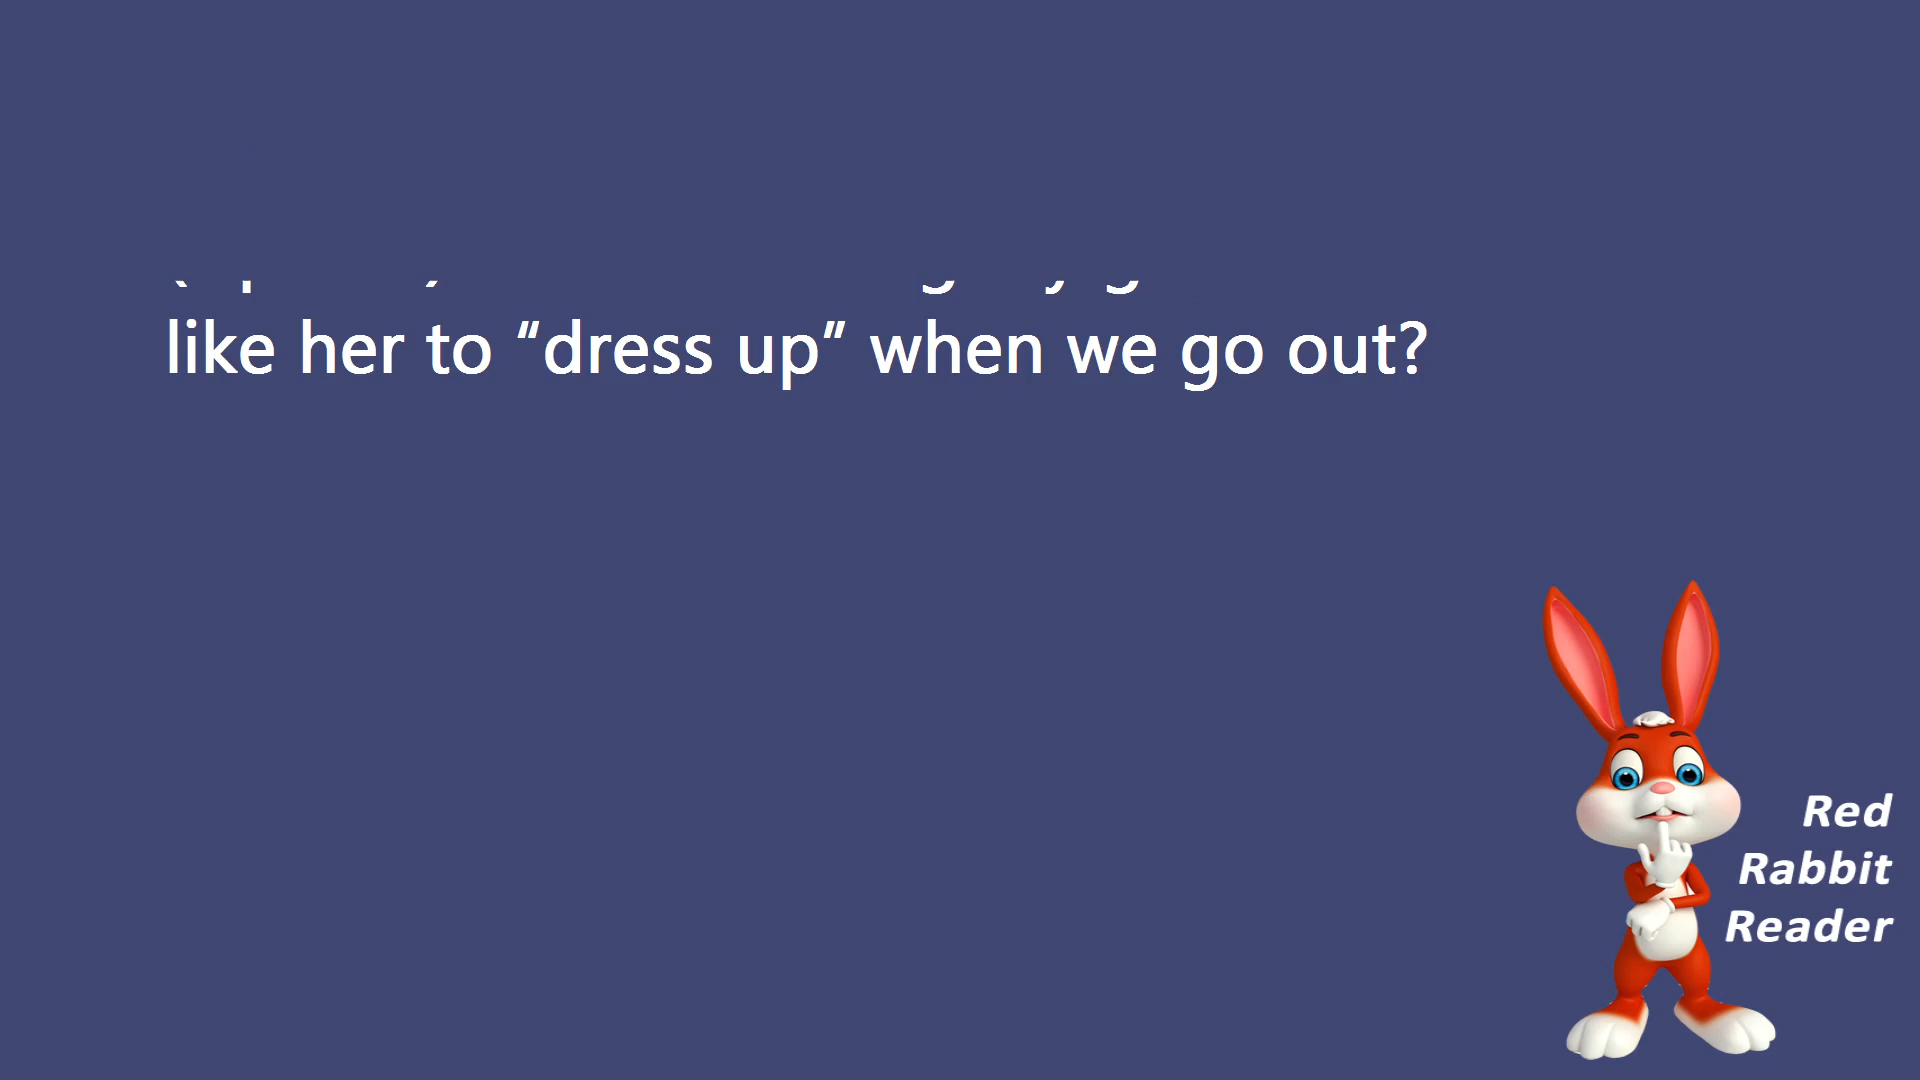 like her to “dress up” when we go out?
Red
Rabbit
Reader